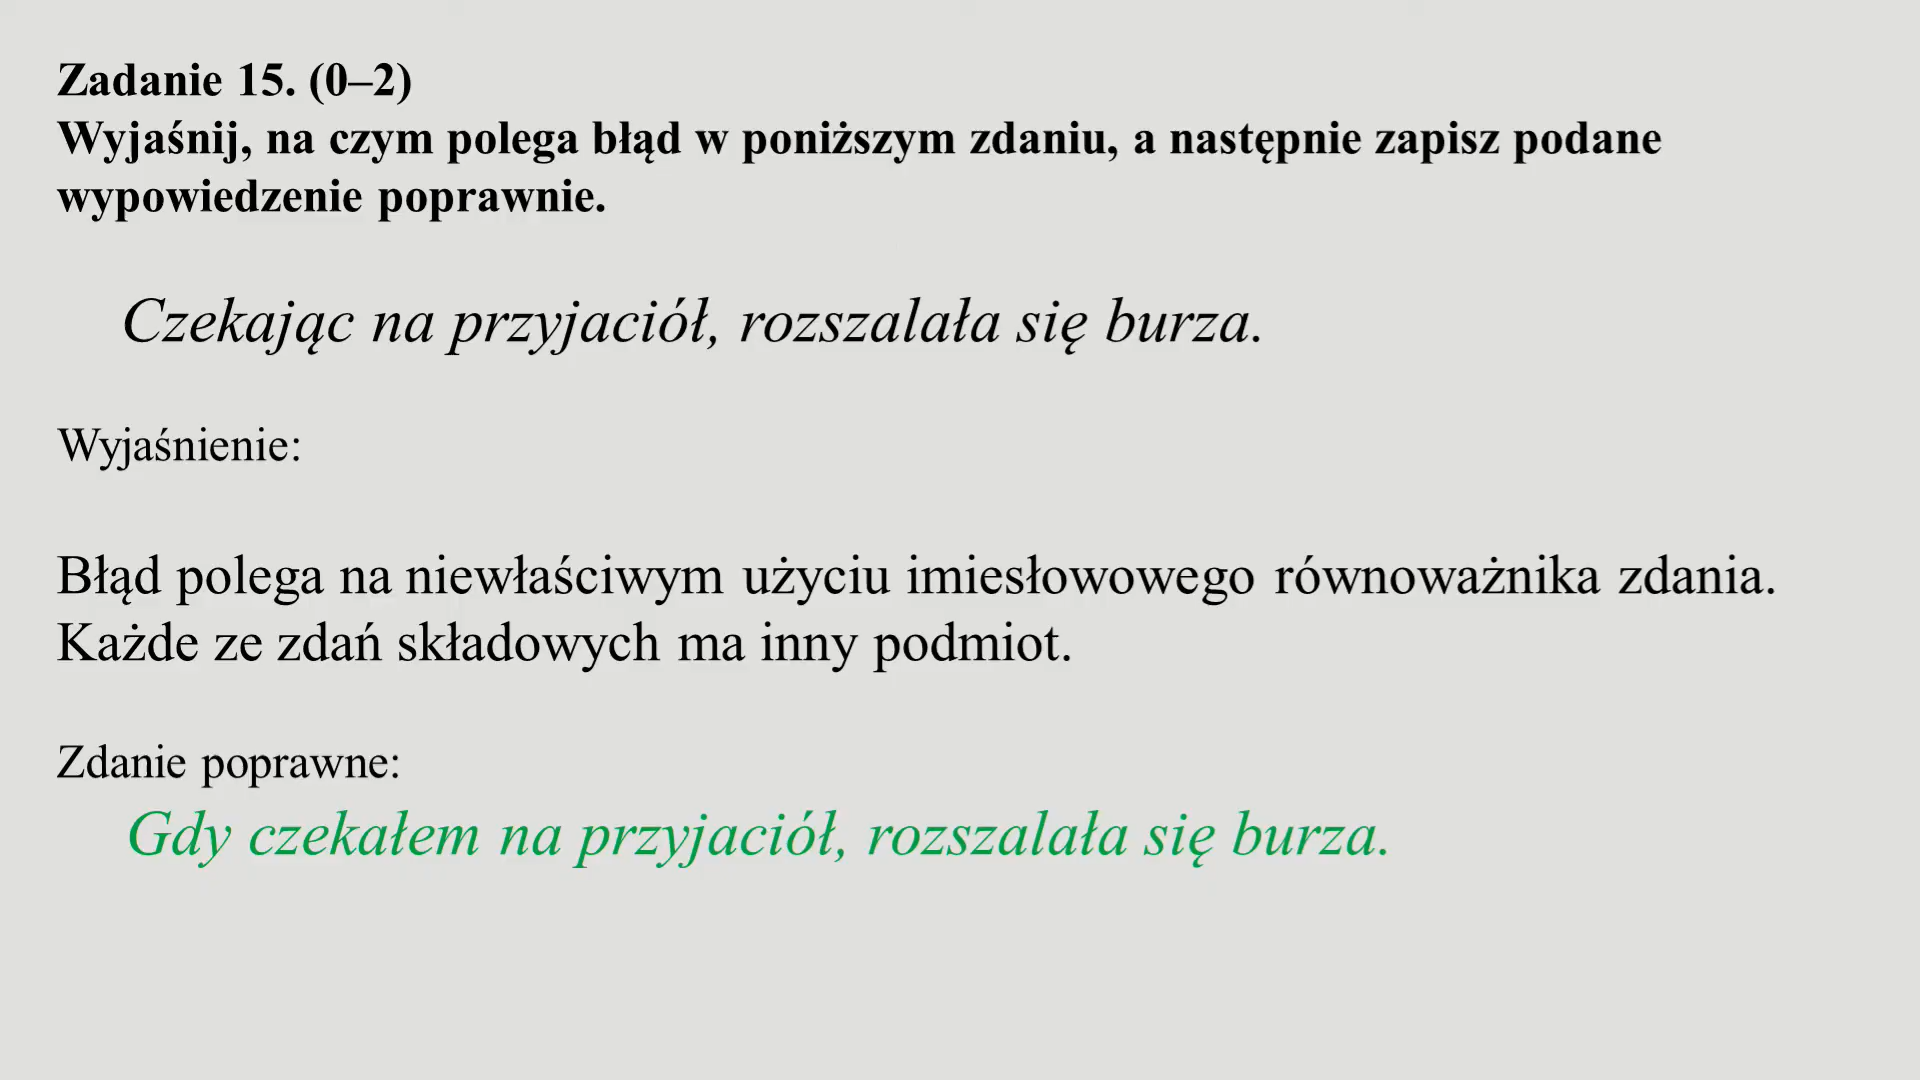 Zadanie 15. (0–2)
Wyjaśnij, na czym polega błąd w poniższym zdaniu, a następnie zapisz podane
wypowiedzenie poprawnie.
Czekając na przyjaciół, rozszalała się burza.
Wyjaśnienie:
Błąd polega na niewłaściwym użyciu imiesłowowego równoważnika zdania.
Każde ze zdań składowych ma inny podmiot.
Zdanie poprawne:
Gdy czekałem na przyjaciół, rozszalała się burza.